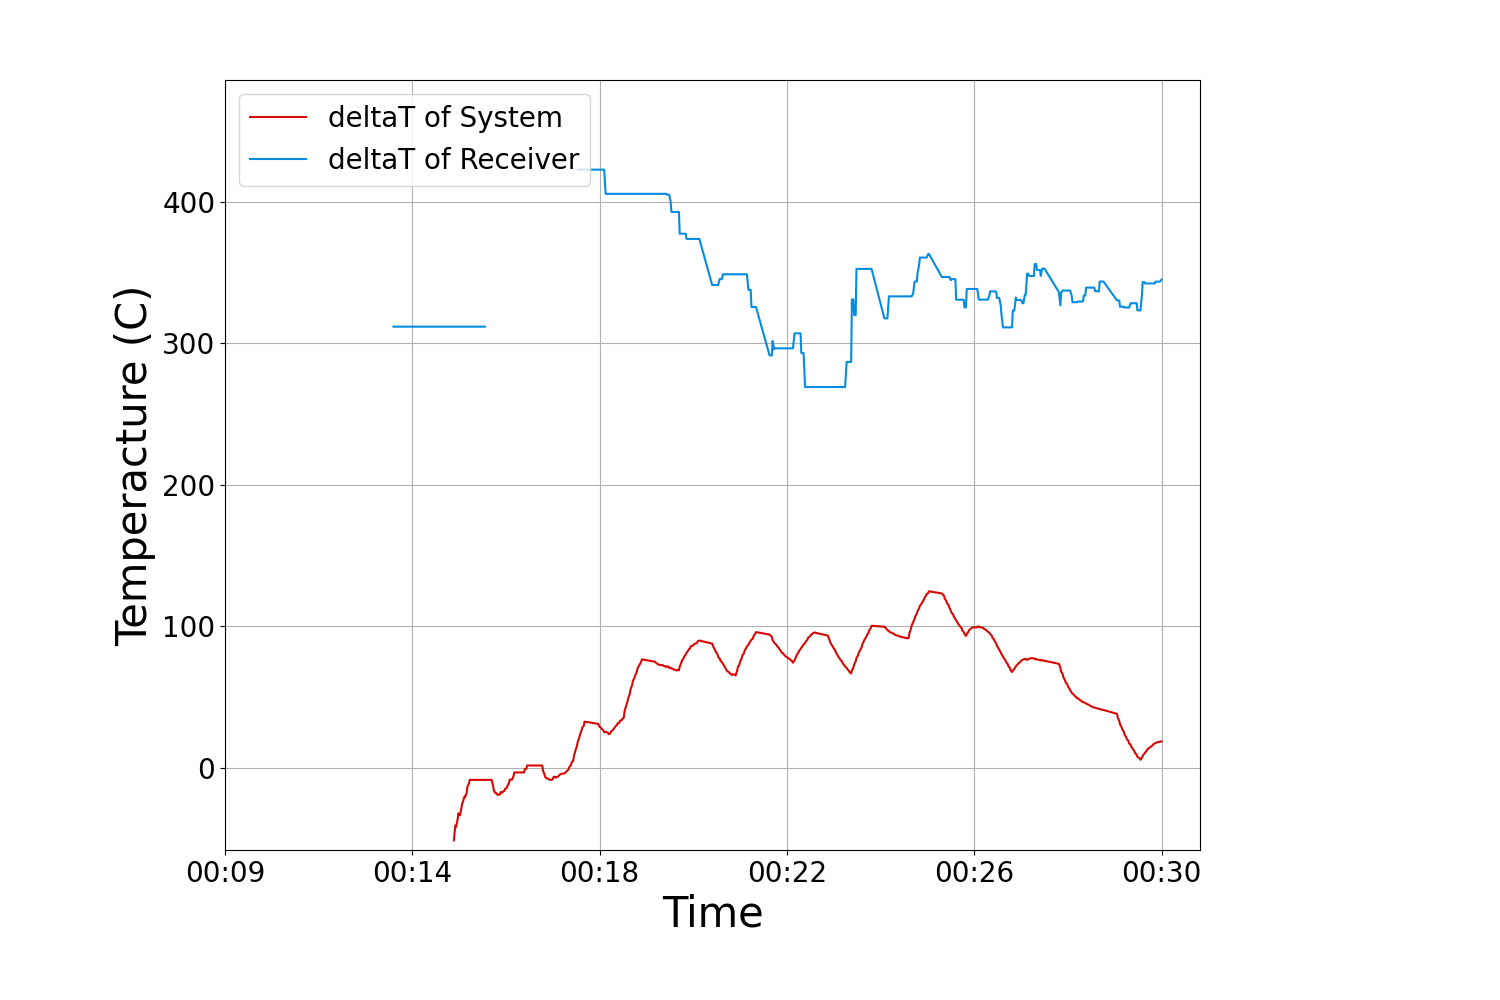 deltaT of System
deltaT of Receiver
400
300
200
100
0
Temperacture (C)
00:09 00:14 00:18 00:22 00:26 00:30
Time